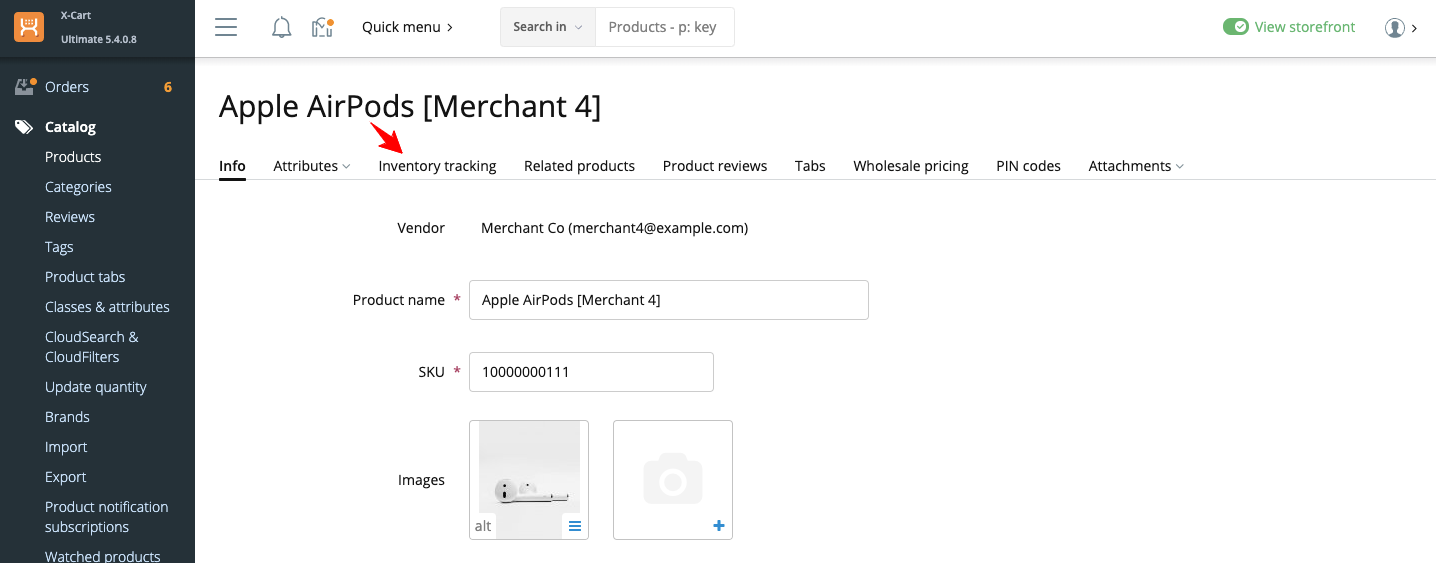 X-Cart
Ultimate 5.4.0.8
Quick menu
Search in
Products - p: key
View storefront
Orders 6
Catalog
Products
Categories
Reviews
Tags
Product tabs
Classes & attributes
CloudSearch &
CloudFilters
Update quantity
Brands
Import
Export
Product notification
subscriptions
Watched products
Apple AirPods [Merchant 4]
Info Attributes Inventory tracking Related products Product reviews Tabs Wholesale pricing PIN codes Attachments
Vendor Merchant Co (merchant4@example.com)
Product name * Apple AirPods [Merchant 4]
SKU * 10000000111
Images
alt